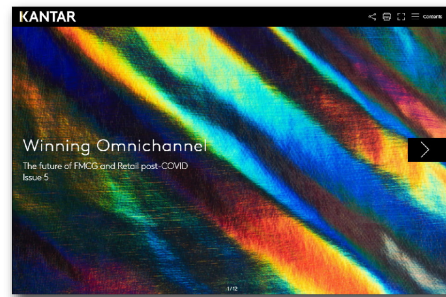 KANTAR
Contents
Winning Omnichannel
The future of FMCG and Retail post-COVID
Issue 5
1/12